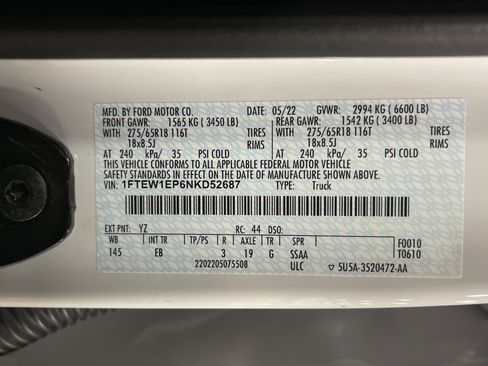 MFD. BY FORD MOTOR CO. 05/22 GVWR: 2994 KG ( 6600 LB)
FRONT GAWR: 1565 KG ( 3450 LB) REAR GAWR: 1542 KG ( 3400 LB)
WITH 275/65R18 116T TIRES WITH 275/65R18 116T TIRES
18x8.5J RIMS 18x8.5J RIMS
AT 240 kPa/ 35 PSI COLD AT 240 kPa/ 35 PSI COLD
THIS VEHICLE CONFORMS TO ALL APPLICABLE FEDERAL MOTOR VEHICLE
SAFETY STANDARDS IN EFFECT ON THE DATE OF MANUFACTURE SHOWN ABOVE.
VIN: 1FTEW1EP6NKD52687 TYPE: Truck
EXT PNT: YZ RC: 44 DSO:
WB INT TR TP/PS R AXLE TR SPR F0010
145 EB 3 19 G SSAA T0610
2202205075508 ULC 5U5A-3520472-AA